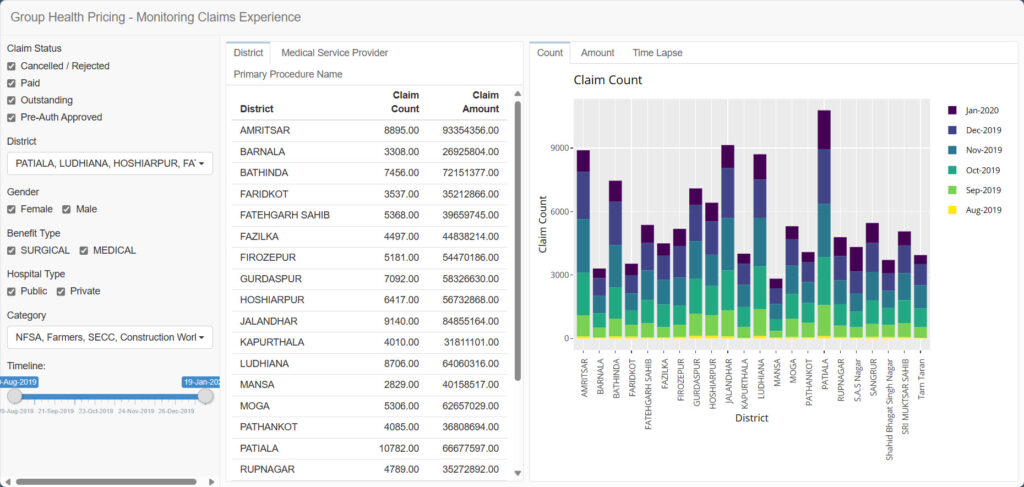 Group Health Pricing - Monitoring Claims Experience
Claim Status
Cancelled / Rejected
Paid
Outstanding
Pre-Auth Approved
District
PATIALA, LUDHIANA, HOSHIARPUR, FA
Gender
Female Male
Benefit Type
SURGICAL MEDICAL
Hospital Type
Public Private
Category
NFSA, Farmers, SECC, Construction Worl
Timeline:
-Aug-2019 19-Jan-202
21-Sep-2019 23-Oct-2019 24-Nov-2019 26-Dec-2019
District Medical Service Provider
Primary Procedure Name
District Claim Count Claim Amount
AMRITSAR 8895.00 93354356.00
BARNALA 3308.00 26925804.00
BATHINDA 7456.00 72151377.00
FARIDKOT 3537.00 35212866.00
FATEHGARH SAHIB 5368.00 39659745.00
FAZILKA 4497.00 44838214.00
FIROZEPUR 5181.00 54470186.00
GURDASPUR 7092.00 58326630.00
HOSHIARPUR 6417.00 56732868.00
JALANDHAR 9140.00 84855164.00
KAPURTHALA 4010.00 31811101.00
LUDHIANA 8706.00 64060316.00
MANSA 2829.00 40158517.00
MOGA 5306.00 62657029.00
PATHANKOT 4085.00 36808694.00
PATIALA 10782.00 66677597.00
RUPNAGAR 4789.00 35272892.00
Count Amount Time Lapse
Claim Count
Claim Count
9000
6000
3000
0
AMRITSAR
BARNALA
BATHINDA
FARIDKOT
FATEHGARH SAHIB
FAZILKA
FIROZEPUR
GURDASPUR
HOSHIARPUR
JALANDHAR
KAPURTHALA
LUDHIANA
MANSA
MOGA
PATHANKOT
PATIALA
RUPNAGAR
S.A.S Nagar
SANGRUR
Shahid Bhagat Singh Nagar
SRI MUKTSAR SAHIB
Tarn Taran
District
Jan-2020
Dec-2019
Nov-2019
Oct-2019
Sep-2019
Aug-2019